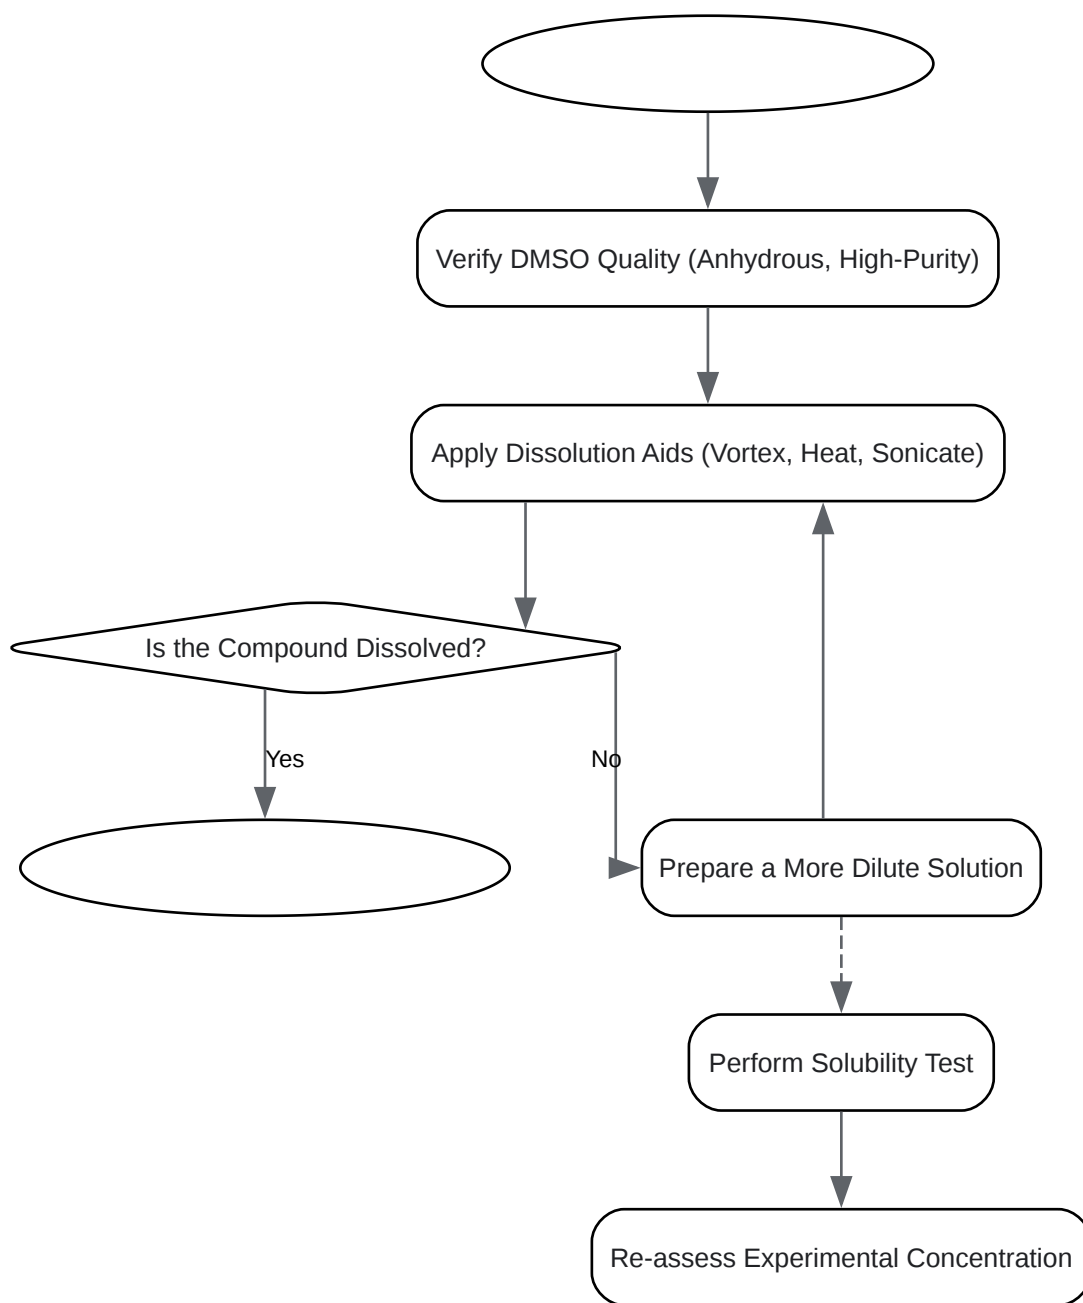 Verify DMSO Quality (Anhydrous, High-Purity)
Apply Dissolution Aids (Vortex, Heat, Sonicate)
Is the Compound Dissolved?
Yes
No
Prepare a More Dilute Solution
Perform Solubility Test
Re-assess Experimental Concentration